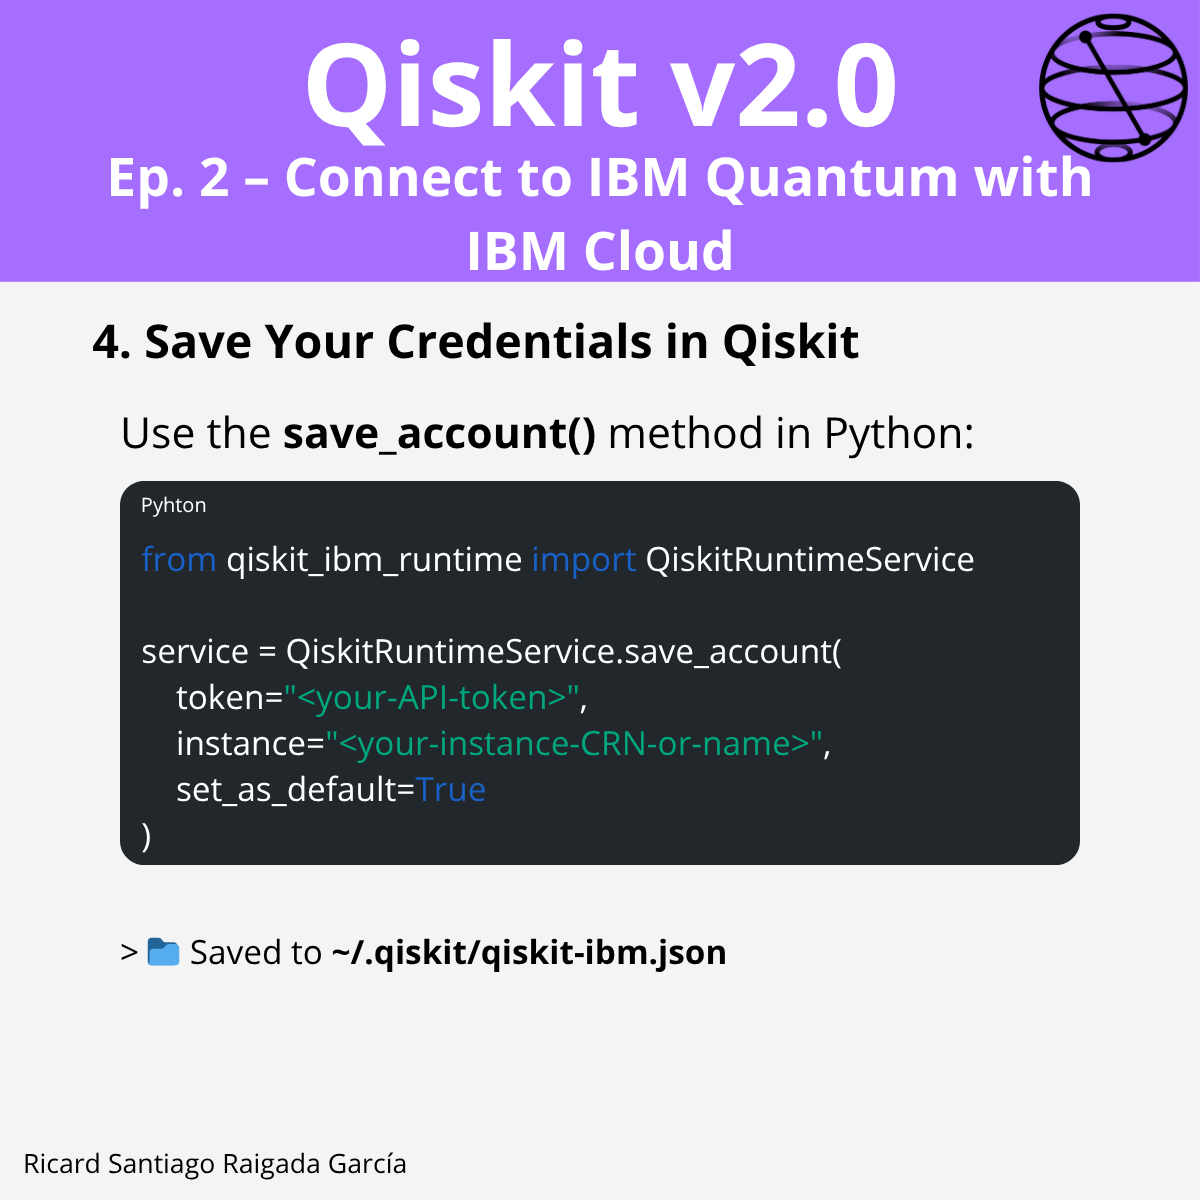 Qiskit v2.0
Ep. 2 – Connect to IBM Quantum with
IBM Cloud
4. Save Your Credentials in Qiskit
Use the save_account() method in Python:
Pyhton
from qiskit_ibm_runtime import QiskitRuntimeService
service = QiskitRuntimeService.save_account(
token="<your-API-token>",
instance="<your-instance-CRN-or-name>",
set_as_default=True
)
> Saved to ~/.qiskit/qiskit-ibm.json
Ricard Santiago Raigada García